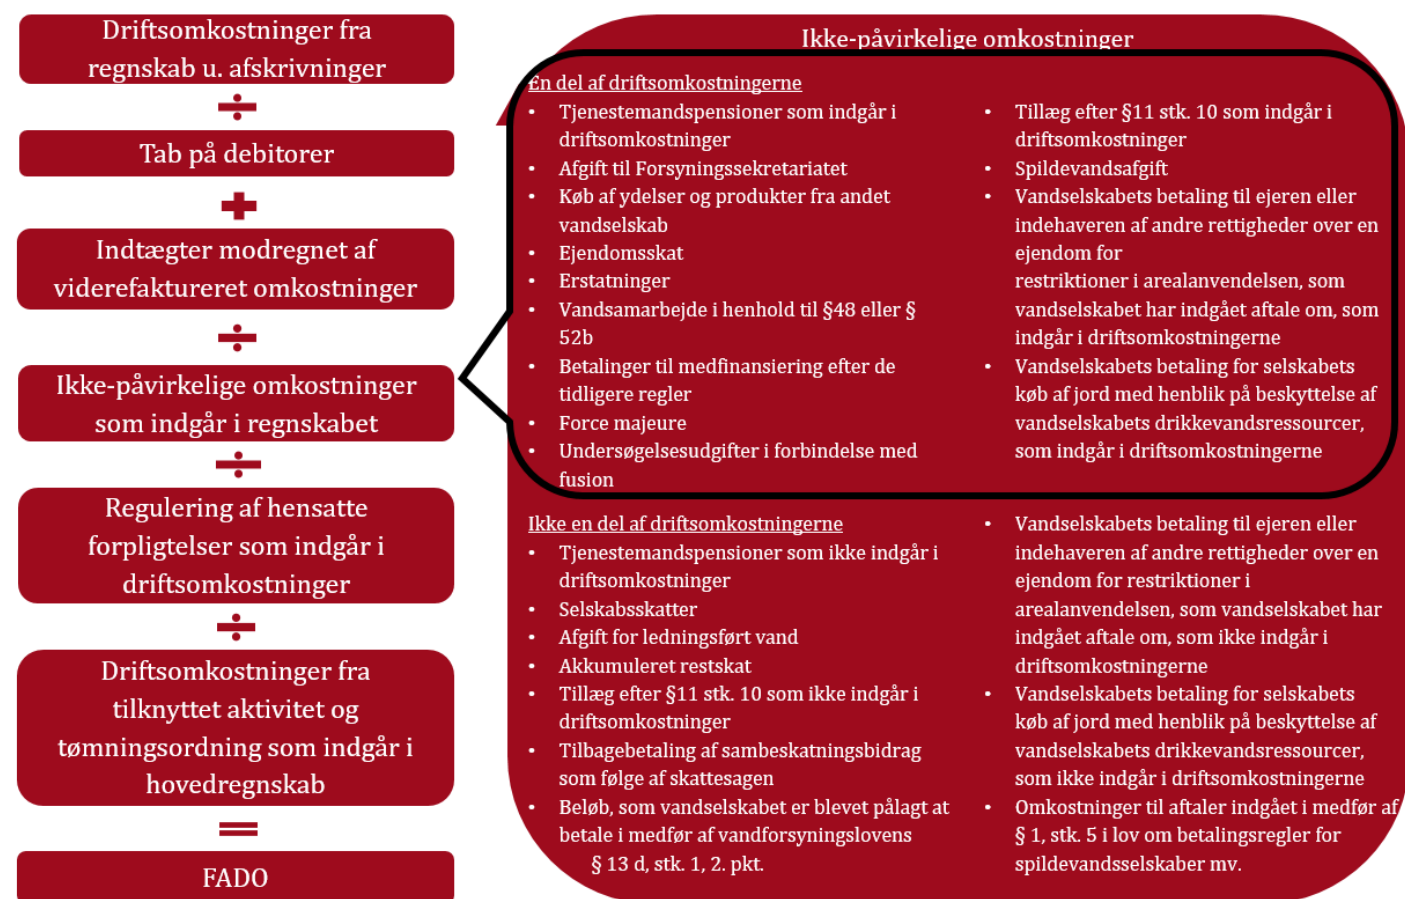 Driftsomkostninger fra
regnskab u. afskrivninger
÷
Tab på debitorer
+
Indtægter modregnet af
viderefaktureret omkostninger
÷
Ikke-påvirkelige omkostninger
som indgår i regnskabet
÷
Regulering af hensatte
forpligtelser som indgår i
driftsomkostninger
÷
Driftsomkostninger fra
tilknyttet aktivitet og
tømningsordning som indgår i
hovedregnskab
=
FADO
Ikke-påvirkelige omkostninger
En del af driftsomkostningerne
• Tjenestemandspensioner som indgår i
driftsomkostninger
• Afgift til Forsyningssekretariatet
• Køb af ydelser og produkter fra andet
vandselskab
• Ejendomsskat
• Erstatninger
• Vandsamarbejde i henhold til §48 eller §
52b
• Betalinger til medfinansiering efter de
tidligere regler
• Force majeure
• Undersøgelsesudgifter i forbindelse med
fusion
• Tillæg efter §11 stk. 10 som indgår i
driftsomkostninger
• Spildevandsafgift
• Vandselskabets betaling til ejeren eller
indehaveren af andre rettigheder over en
ejendom for
restriktioner i arealanvendelsen, som
vandselskabet har indgået aftale om, som
indgår i driftsomkostningerne
• Vandselskabets betaling for selskabets
køb af jord med henblik på beskyttelse af
vandselskabets drikkevandsressourcer,
som indgår i driftsomkostningerne
Ikke en del af driftsomkostningerne
• Tjenestemandspensioner som ikke indgår i
driftsomkostninger
• Selskabsskatter
• Afgift for ledningsført vand
• Akkumuleret restskat
• Tillæg efter §11 stk. 10 som ikke indgår i
driftsomkostninger
• Tilbagebetaling af sambeskatningsbidrag
som følge af skattesagen
• Beløb, som vandselskabet er blevet pålagt at
betale i medfør af vandforsyningslovens
§ 13 d, stk. 1, 2. pkt.
• Vandselskabets betaling til ejeren eller
indehaveren af andre rettigheder over en
ejendom for restriktioner i
arealanvendelsen, som vandselskabet har
indgået aftale om, som ikke indgår i
driftsomkostningerne
• Vandselskabets betaling for selskabets
køb af jord med henblik på beskyttelse af
vandselskabets drikkevandsressourcer,
som ikke indgår i driftsomkostningerne
• Omkostninger til aftaler indgået i medfør af
§ 1, stk. 5 i lov om betalingsregler for
spildevandsselskaber mv.